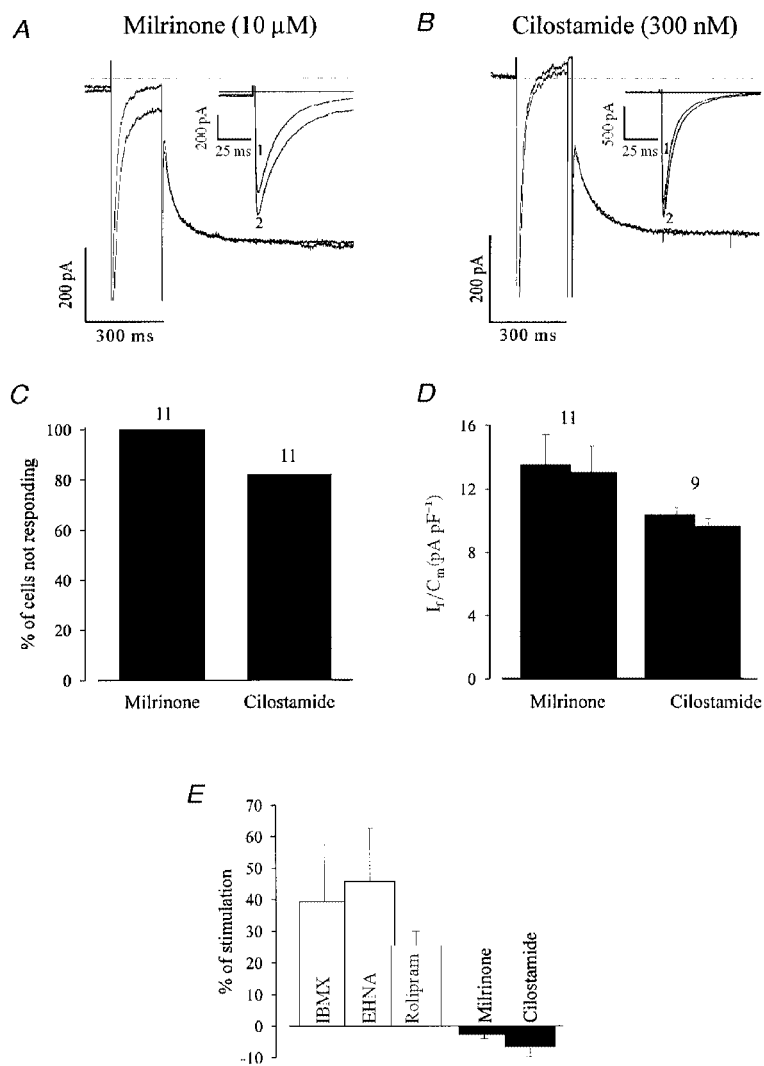 A Milrinone (10 μM)
200 pA
25 ms
1
2
200 pA
300 ms
B Cilostamide (300 nM)
500 pA
25 ms
1
2
200 pA
300 ms
C
% of cells not responding
100
80
60
40
20
0
11
11
Milrinone
Cilostamide
D
I_f/C_m (pA pF⁻¹)
16
12
8
4
0
11
9
Milrinone
Cilostamide
E
% of stimulation
70
60
50
40
30
20
10
0
-10
IBMX
EHNA
Rolipram
Milrinone
Cilostamide